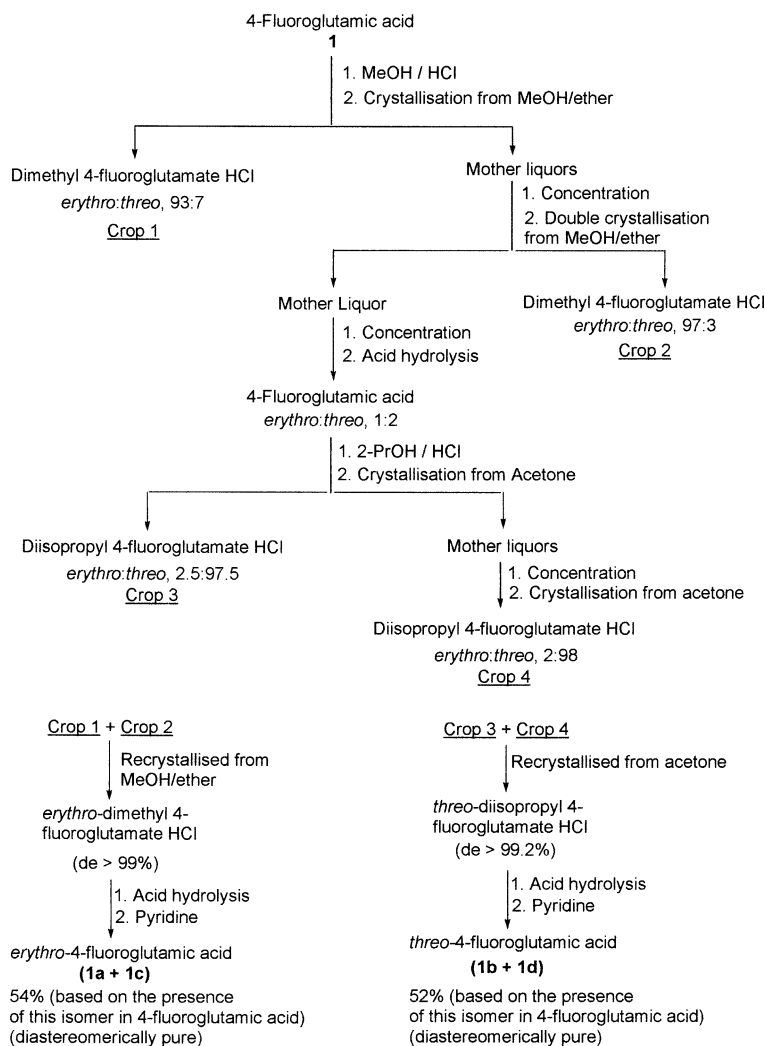 4-Fluoroglutamic acid
1
1. MeOH / HCl
2. Crystallisation from MeOH/ether
Dimethyl 4-fluoroglutamate HCl
erythro:threo, 93:7
Crop 1
Mother liquors
1. Concentration
2. Double crystallisation
from MeOH/ether
Mother Liquor
1. Concentration
2. Acid hydrolysis
Dimethyl 4-fluoroglutamate HCl
erythro:threo, 97:3
Crop 2
4-Fluoroglutamic acid
erythro:threo, 1:2
1. 2-PrOH / HCl
2. Crystallisation from Acetone
Diisopropyl 4-fluoroglutamate HCl
erythro:threo, 2.5:97.5
Crop 3
Mother liquors
1. Concentration
2. Crystallisation from acetone
Diisopropyl 4-fluoroglutamate HCl
erythro:threo, 2:98
Crop 4
Crop 1 + Crop 2
Recrystallised from
MeOH/ether
erythro-dimethyl 4-
fluoroglutamate HCl
(de > 99%)
1. Acid hydrolysis
2. Pyridine
erythro-4-fluoroglutamic acid
(1a + 1c)
54% (based on the presence
of this isomer in 4-fluoroglutamic acid)
(diastereomerically pure)
Crop 3 + Crop 4
Recrystallised from acetone
threo-diisopropyl 4-
fluoroglutamate HCl
(de > 99.2%)
1. Acid hydrolysis
2. Pyridine
threo-4-fluoroglutamic acid
(1b + 1d)
52% (based on the presence
of this isomer in 4-fluoroglutamic acid)
(diastereomerically pure)